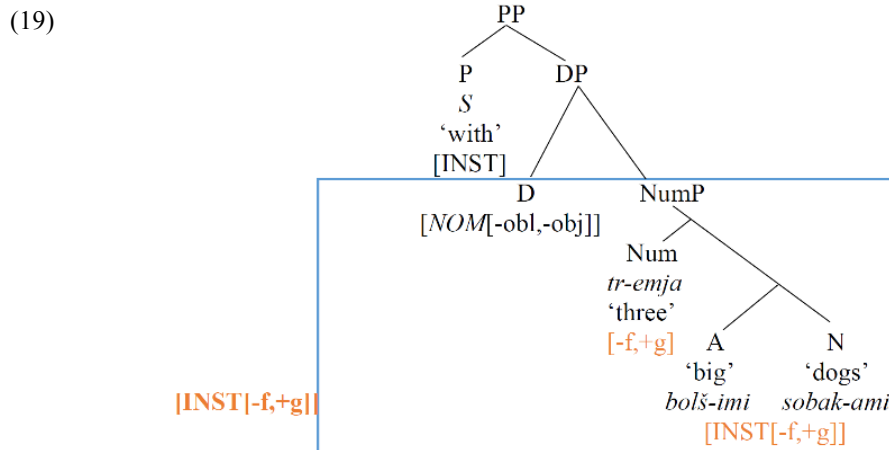 (19)
PP
P DP
S
‘with’
[INST]
D NumP
[NOM[-obl,-obj]]
Num
tr-emja
‘three’
[-f,+g]
A N
‘big’ ‘dogs’
bolš-imi sobak-ami
[INST[-f,+g]]
[INST[-f,+g]]